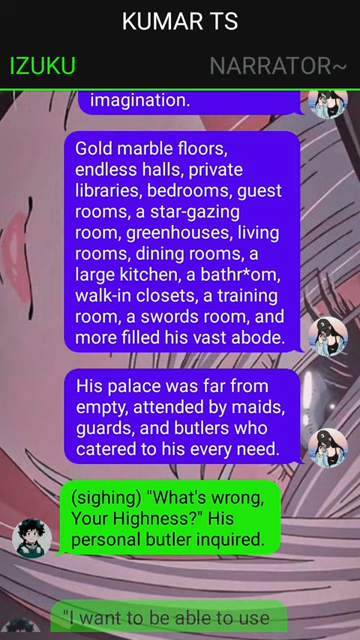 KUMAR TS
IZUKU NARRATOR~
imagination.
Gold marble floors,
endless halls, private
libraries, bedrooms, guest
rooms, a star-gazing
room, greenhouses, living
rooms, dining rooms, a
large kitchen, a bathr*om,
walk-in closets, a training
room, a swords room, and
more filled his vast abode.
His palace was far from
empty, attended by maids,
guards, and butlers who
catered to his every need.
(sighing) "What's wrong,
Your Highness?" His
personal butler inquired.
"I want to be able to use